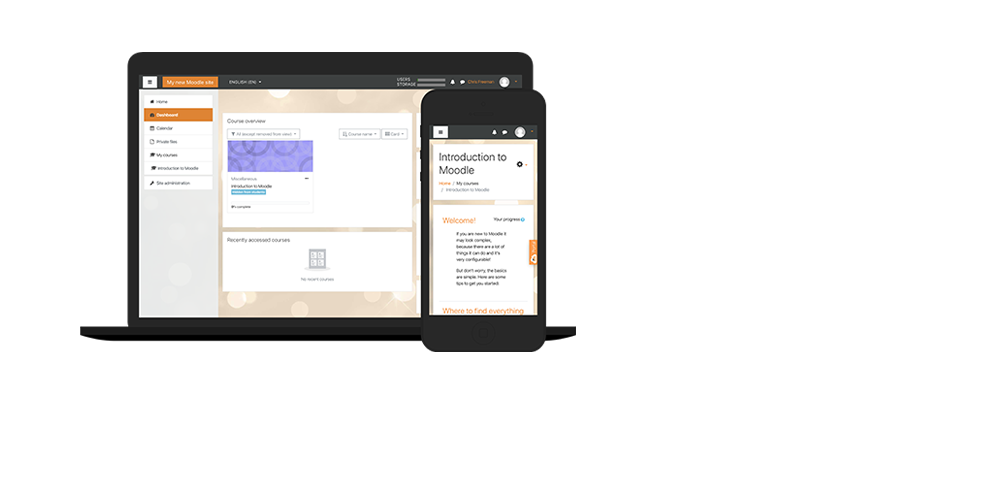 My new Moodle site
ENGLISH (EN)
USERS
STORAGE
Chris Freeman
Home
Dashboard
Calendar
Private files
My courses
Introduction to Moodle
Site administration
Course overview
All (except removed from view)
Course name
Card
Miscellaneous
Introduction to Moodle
Hidden from students
complete
Recently accessed courses
No recent courses
Introduction to
Moodle
Home / My courses
/ Introduction to Moodle
Welcome!
Your progress
If you are new to Moodle it
may look complex,
because there are a lot of
things it can do and it's
very configurable!
But don't worry, the basics
are simple. Here are some
tips to get you started:
Where to find everything